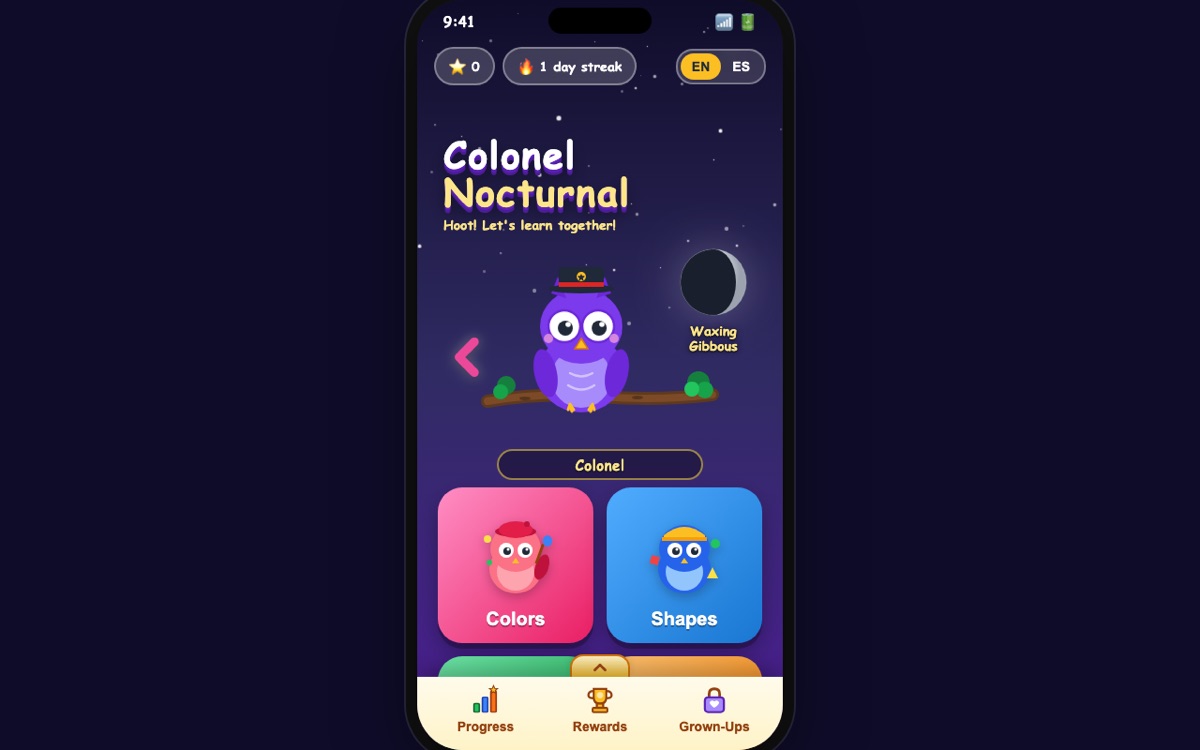 9:41
0
1 day streak
EN
ES
Colonel
Nocturnal
Hoot! Let's learn together!
Waxing
Gibbous
Colonel
Colors
Shapes
Progress
Rewards
Grown-Ups